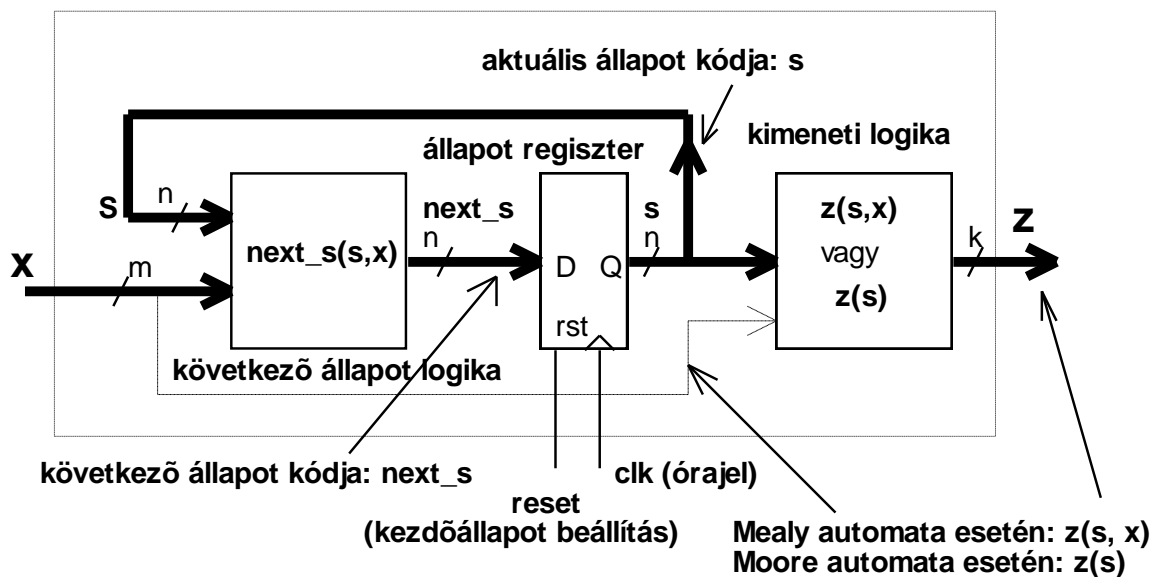 aktuális állapot kódja: s
kimeneti logika
állapot regiszter
S
n
next_s
n
s
n
z(s,x)
vagy
z(s)
k
z
x
m
next_s(s,x)
D Q
rst
következõ állapot logika
következõ állapot kódja: next_s
clk (órajel)
reset
(kezdõállapot beállítás)
Mealy automata esetén: z(s, x)
Moore automata esetén: z(s)